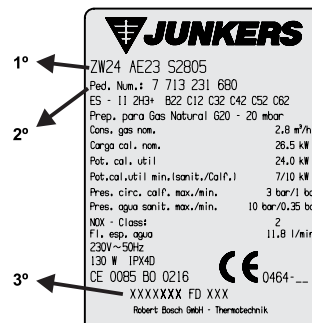 JUNKERS
1º
ZW24 AE23 S2805
Ped. Num.: 7 713 231 680
2º
ES - II 2H3+ B22 C12 C32 C42 C52 C62
Prep. para Gas Natural G20 - 20 mbar
Cons. gas nom. 2.8 m³/h
Carga cal. nom. 26.5 kW
Pot. cal. util 24.0 kW
Pot.cal.util min.(sanit./Calf.) 7/10 kW
Pres. circ. calf. max./min. 3 bar/1 ba
Pres. agua sanit. max./min. 10 bar/0.35 ba
NOX - Class: 2
Fl. esp. agua 11.8 l/min
230V~50Hz
130 W IPX4D
CE 0085 BO 0216 CE 0464-__
3º
XXXXXXX FD XXX
Robert Bosch GmbH - Thermotechnik